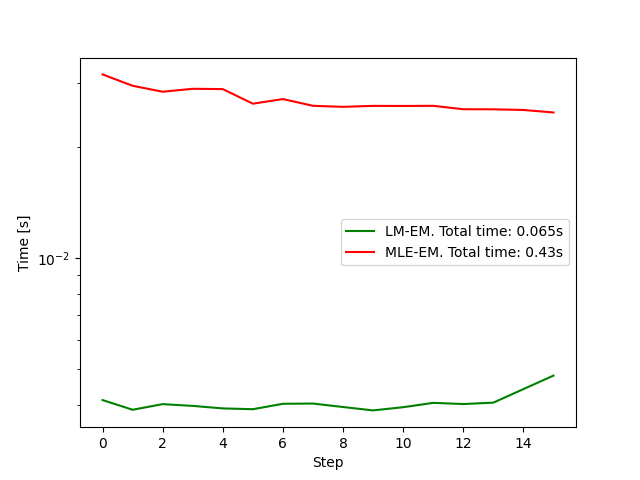 Time [s]
10⁻²
LM-EM. Total time: 0.065s
MLE-EM. Total time: 0.43s
0 2 4 6 8 10 12 14
Step